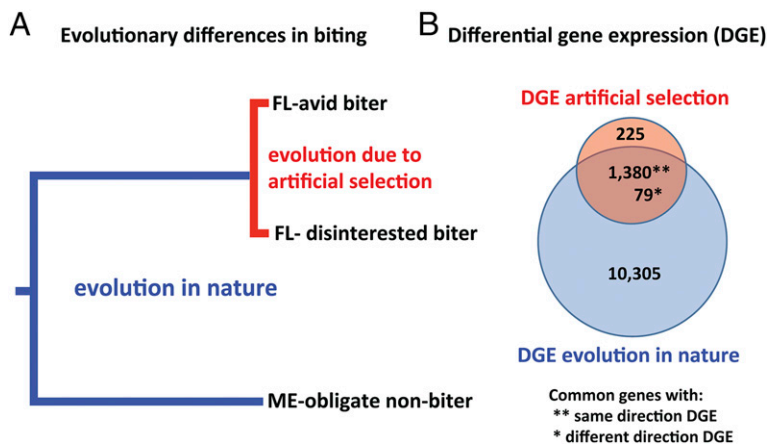 A
Evolutionary differences in biting
FL-avid biter
evolution due to
artificial selection
FL- disinterested biter
evolution in nature
ME-obligate non-biter
B
Differential gene expression (DGE)
DGE artificial selection
225
1,380**
79*
10,305
DGE evolution in nature
Common genes with:
** same direction DGE
* different direction DGE